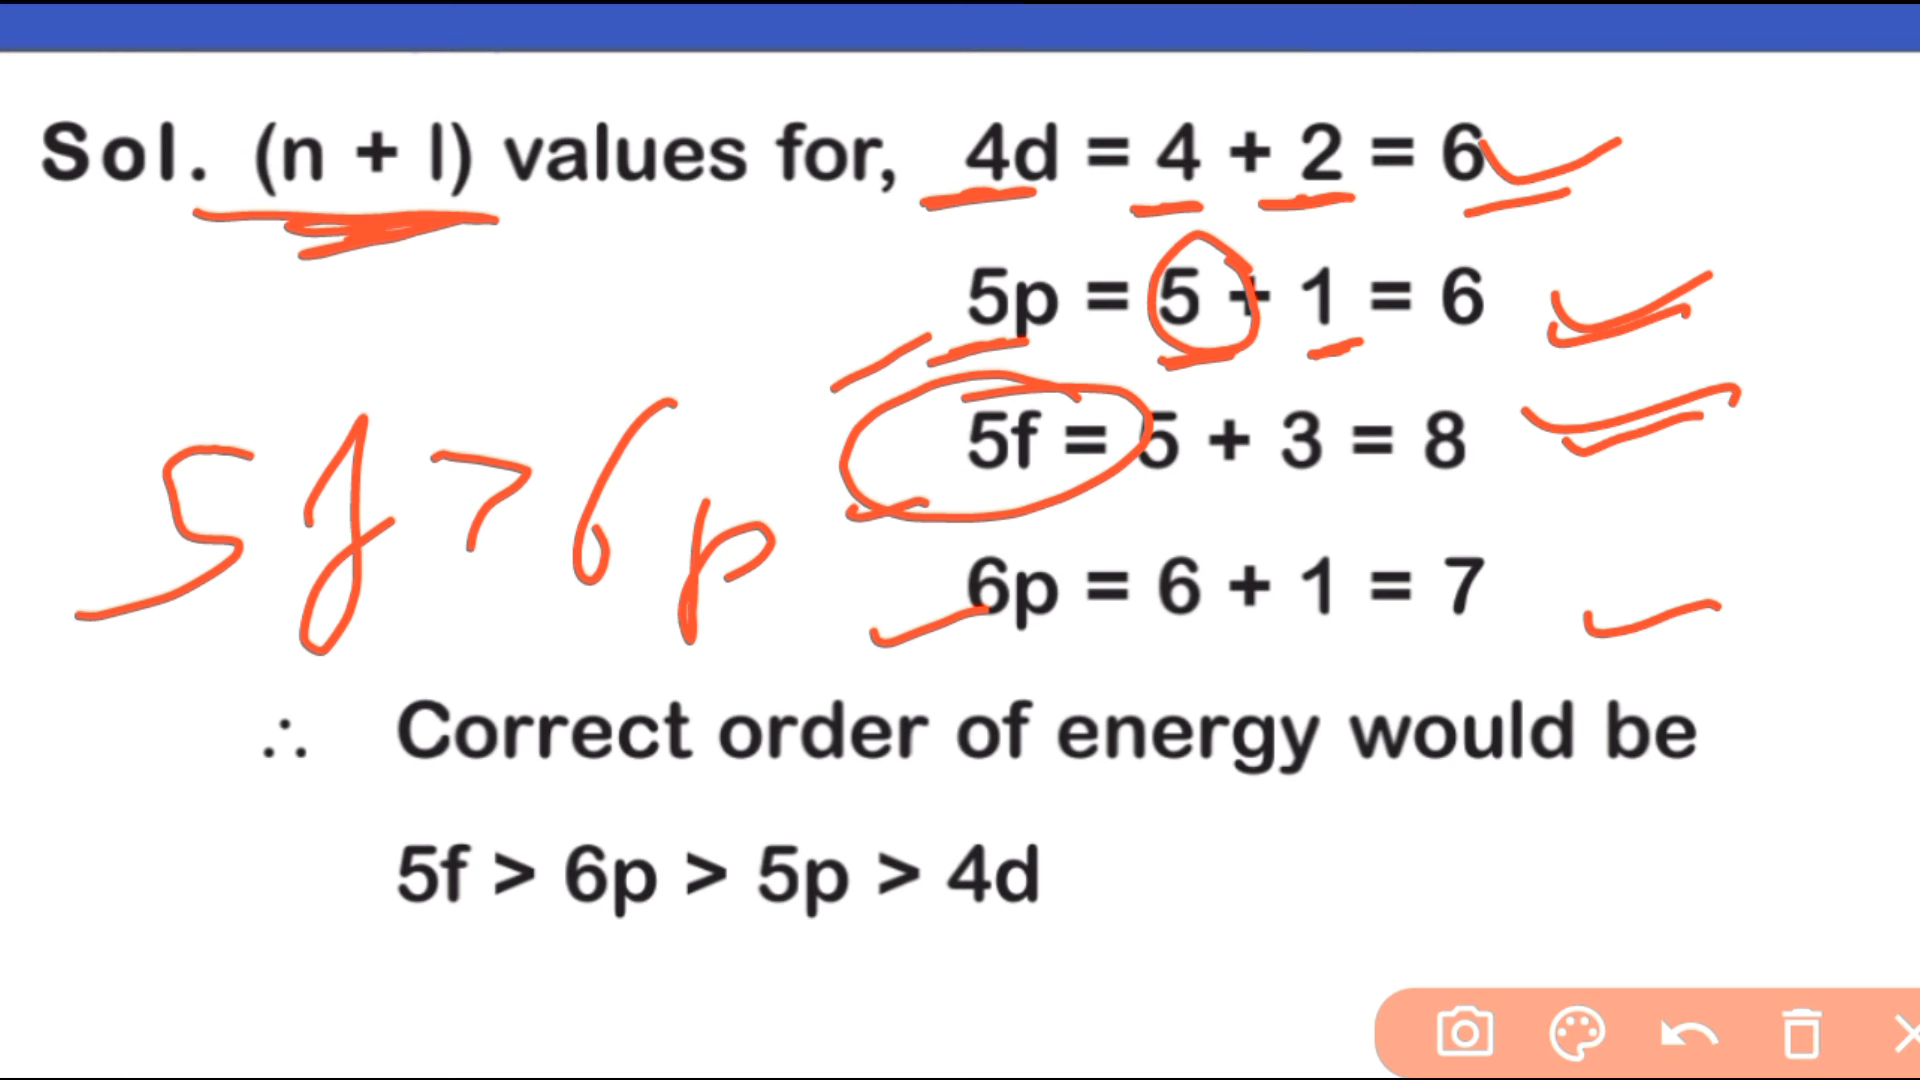 Sol. (n + l) values for, 4d = 4 + 2 = 6
5p = 5 + 1 = 6
5f = 5 + 3 = 8
5f > 6p
6p = 6 + 1 = 7
∴ Correct order of energy would be
5f > 6p > 5p > 4d